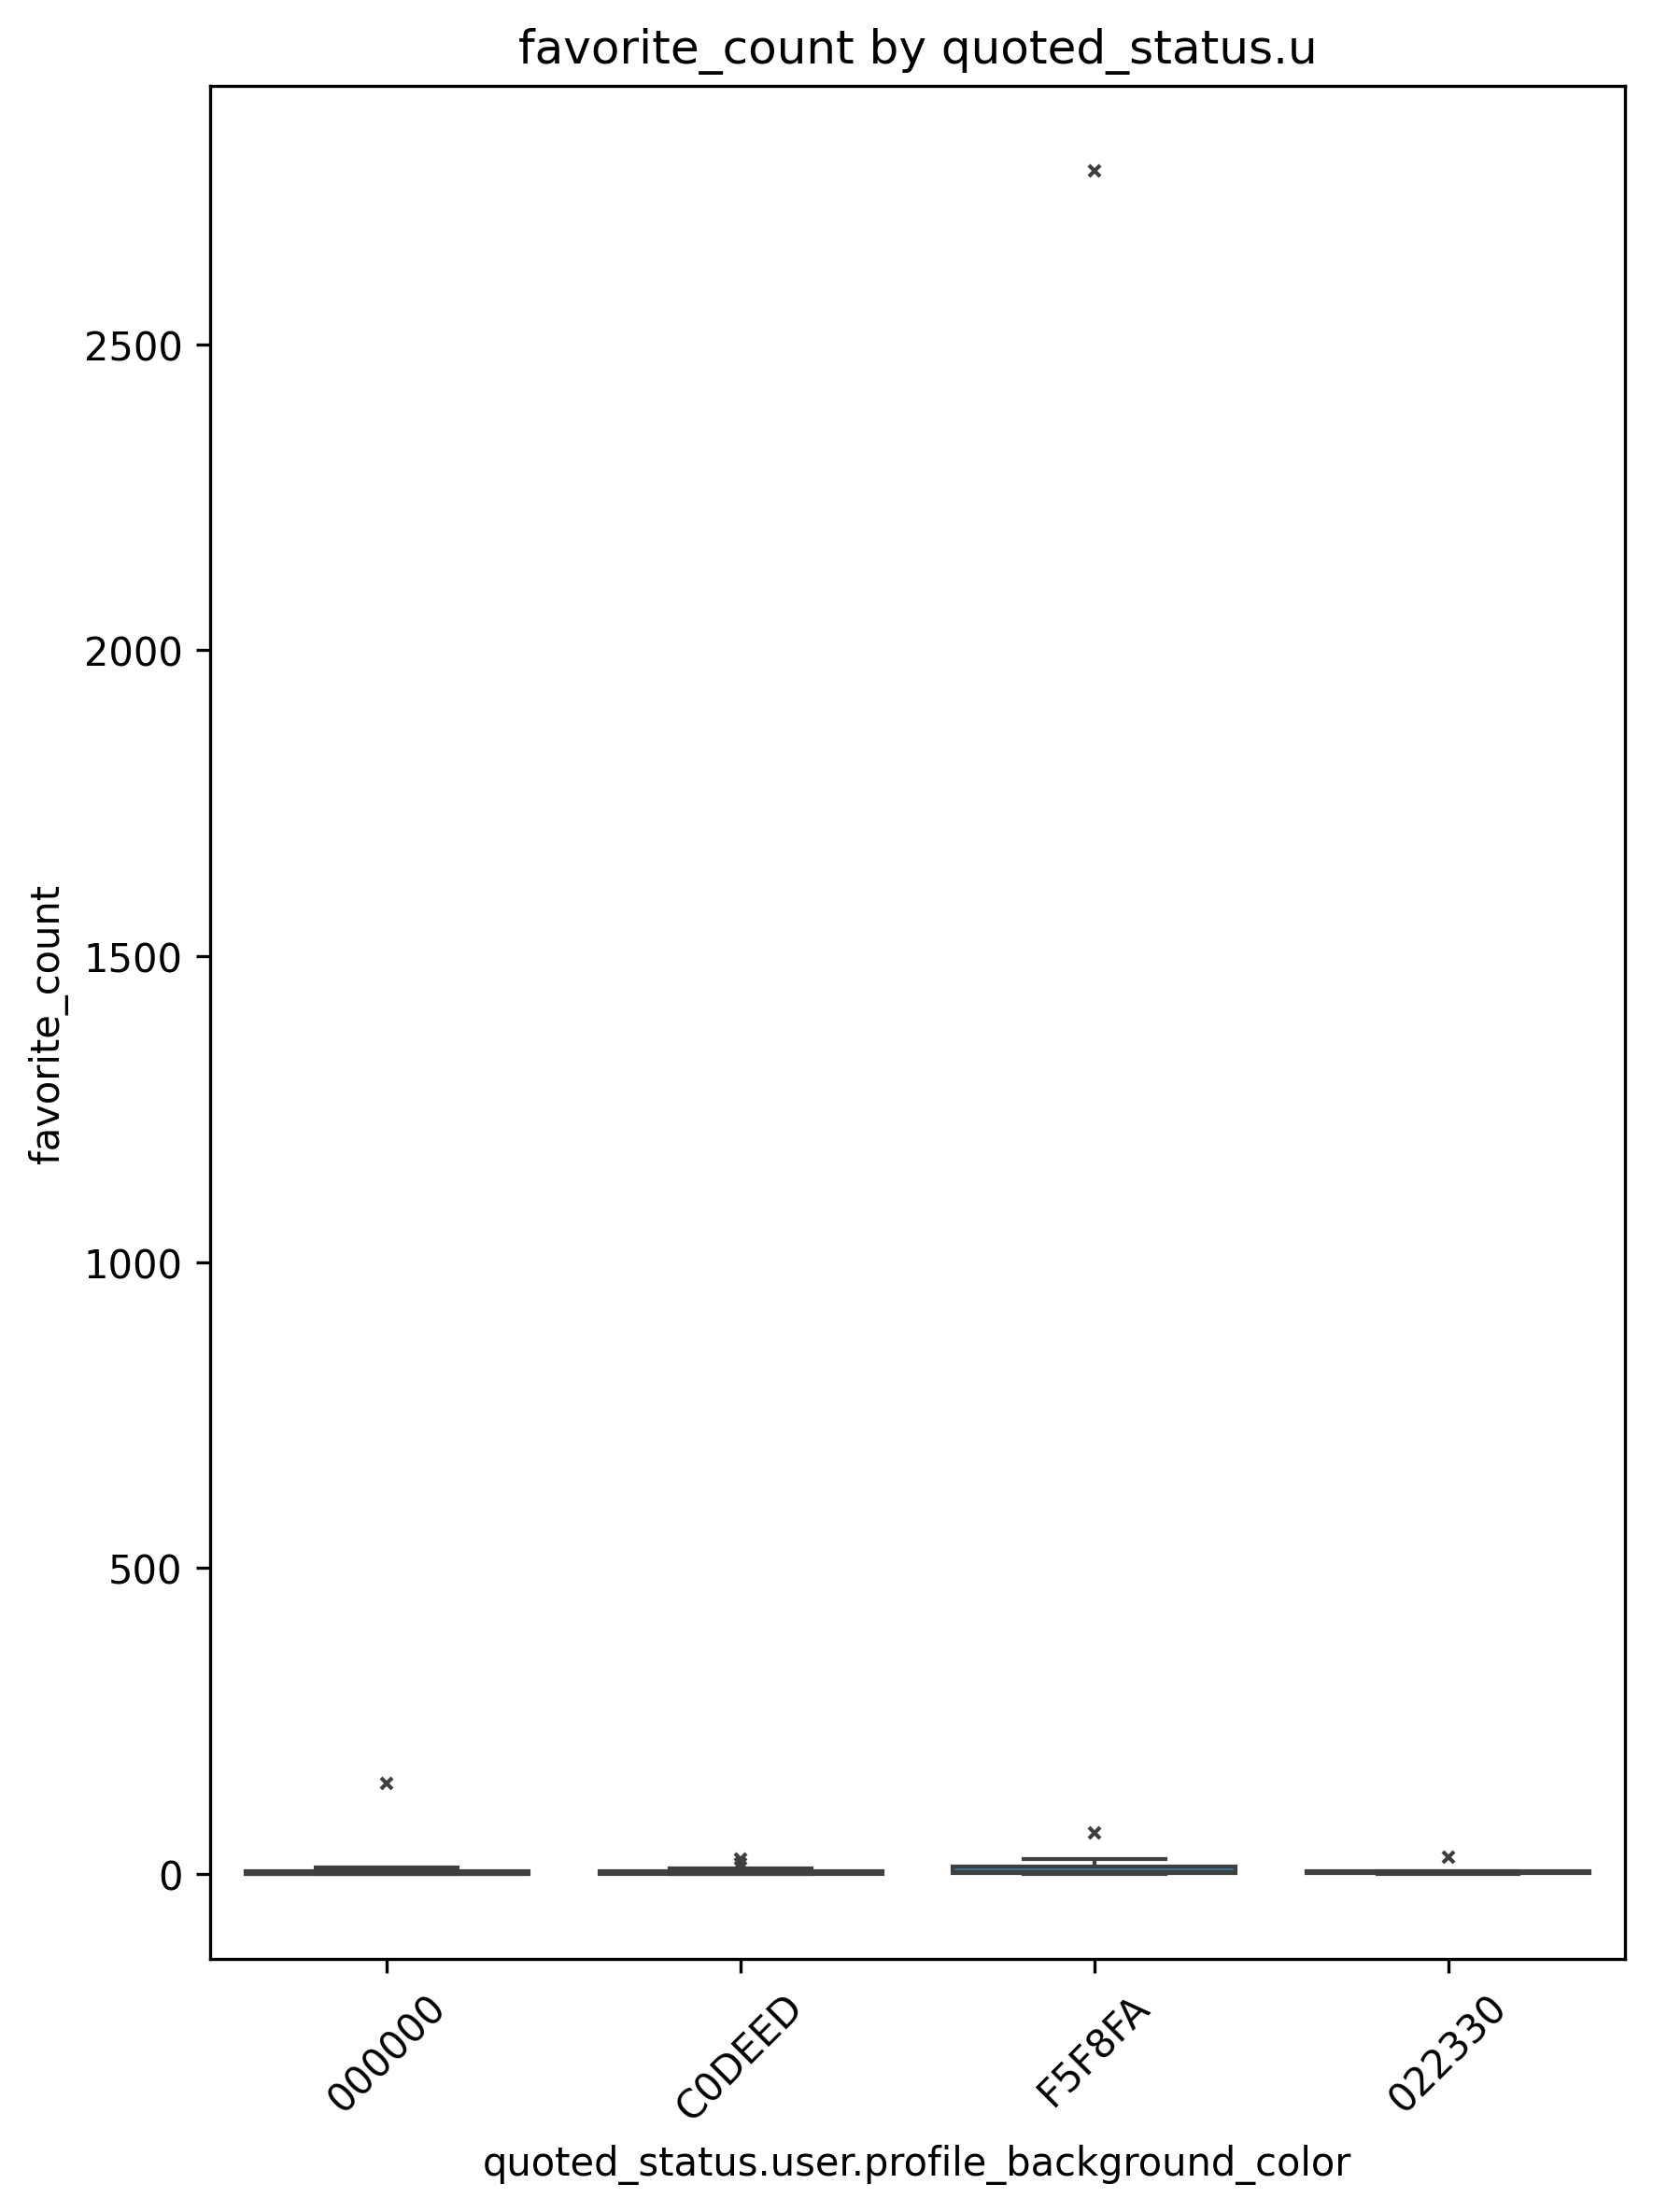 favorite_count by quoted_status.u
favorite_count
2500
2000
1500
1000
500
0
000000
C0DEED
F5F8FA
022330
quoted_status.user.profile_background_color